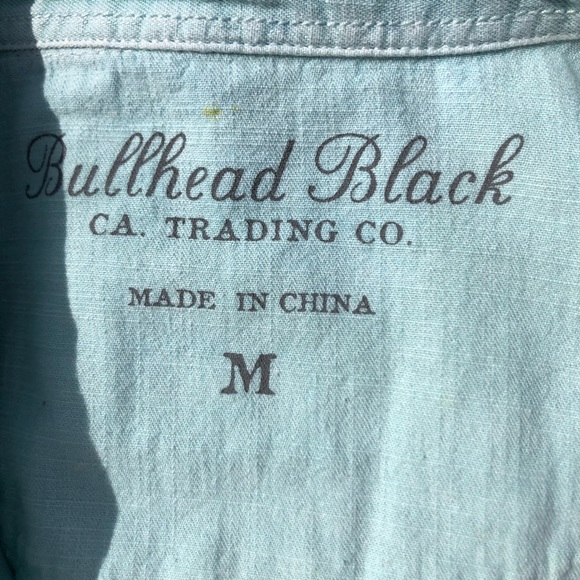 Bullhead Black
CA. TRADING CO.
MADE IN CHINA
M